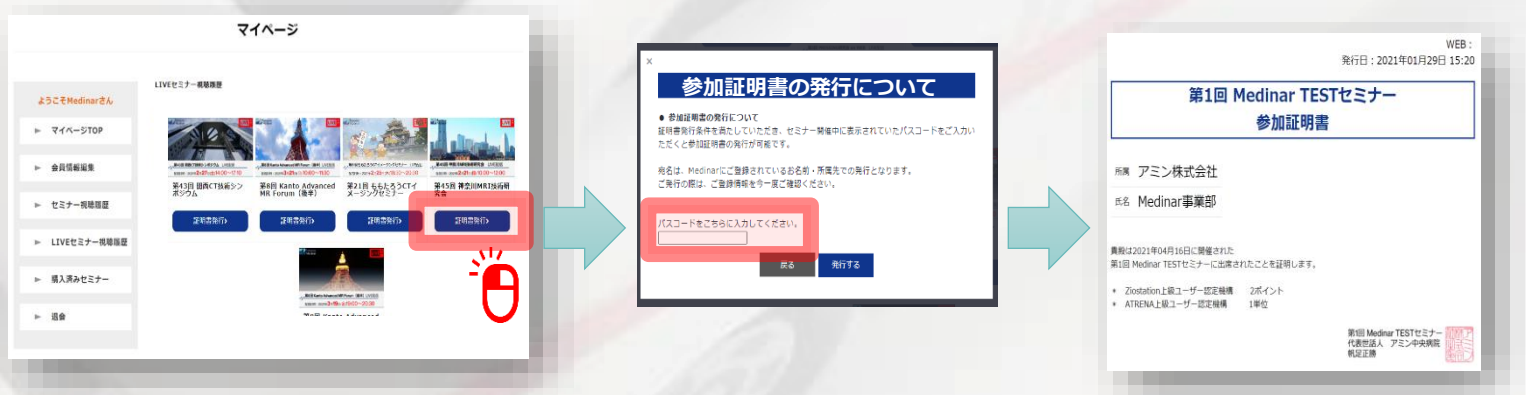 マイページ
ようこそMedinarさん
マイページTOP
会員情報編集
セミナー視聴履歴
LIVEセミナー視聴履歴
購入済みセミナー
退会
LIVEセミナー視聴履歴
第43回 関西CT技術シン
ポジウム
第8回 Kanto Advanced
MR Forum（後半）
第21回 ももたろうCTイ
メージングセミナー
第45回 神奈川MRI技術研
究会
証明書発行›
証明書発行›
証明書発行›
証明書発行›
第8回 Kanto Advanced
x
参加証明書の発行について
● 参加証明書の発行について
証明書発行条件を満たしていただき、セミナー開催中に表示されていたパスコードをご入力い
ただくと参加証明書の発行が可能です。
宛名は、Medinarにご登録されているお名前・所属先での発行となります。
ご発行の際は、ご登録情報を今一度ご確認ください。
パスコードをこちらに入力してください。
戻る
発行する
WEB：
発行日：2021年01月29日 15:20
第1回 Medinar TESTセミナー
参加証明書
所属 アミン株式会社
氏名 Medinar事業部
貴殿は2021年04月16日に開催された
第1回 Medinar TESTセミナーに出席されたことを証明します。
* Ziostation上級ユーザー認定機構 2ポイント
* ATRENA上級ユーザー認定機構 1単位
第1回 Medinar TESTセミナー
代表世話人 アミン中央病院
帆足正勝